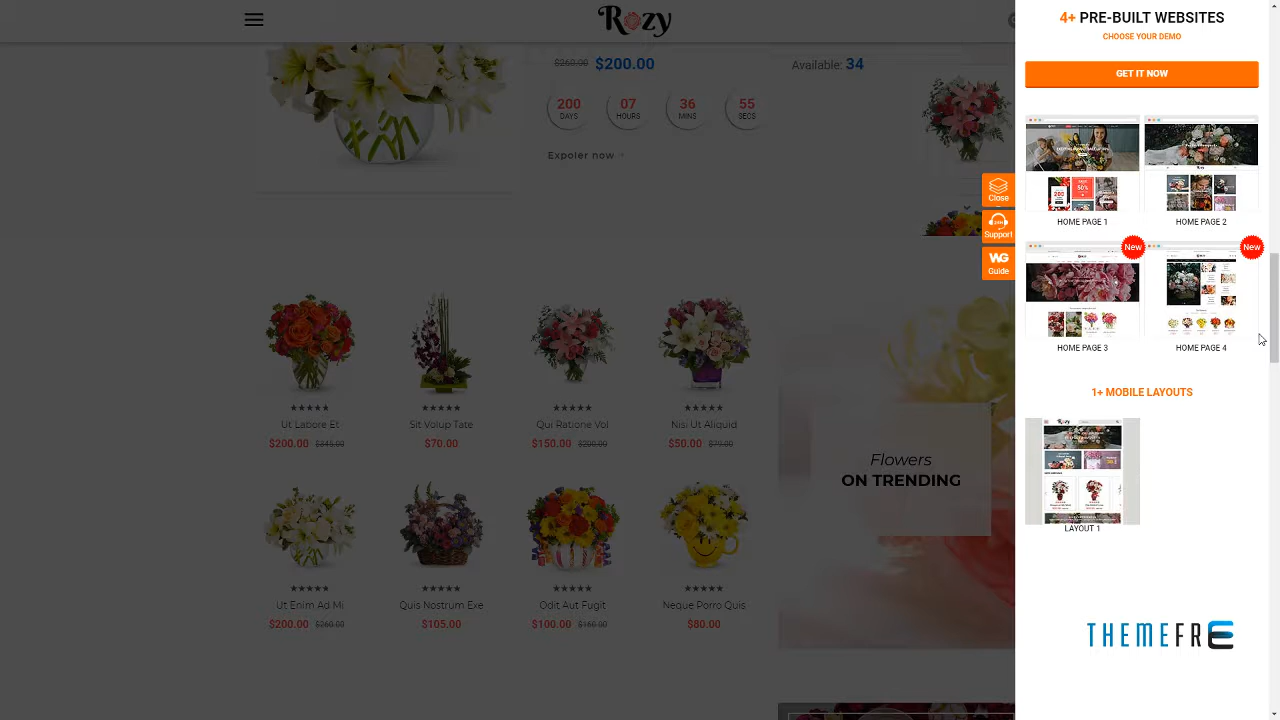 Rozy
$260.00 $200.00
Available: 34
200 DAYS
07 HOURS
36 MINS
55 SECS
Expoler now
Ut Labore Et
$200.00 $345.00
Sit Volup Tate
$70.00
Qui Ratione Vol
$150.00 $200.00
Nisi Ut Aliquid
$50.00 $79.00
Ut Enim Ad Mi
$200.00 $260.00
Quis Nostrum Exe
$105.00
Odit Aut Fugit
$100.00 $160.00
Neque Porro Quis
$80.00
Flowers
ON TRENDING
Close
Support
WG
Guide
4+ PRE-BUILT WEBSITES
CHOOSE YOUR DEMO
GET IT NOW
HOME PAGE 1
HOME PAGE 2
New
New
HOME PAGE 3
HOME PAGE 4
1+ MOBILE LAYOUTS
Rozy
LAYOUT 1
THEMEFRE